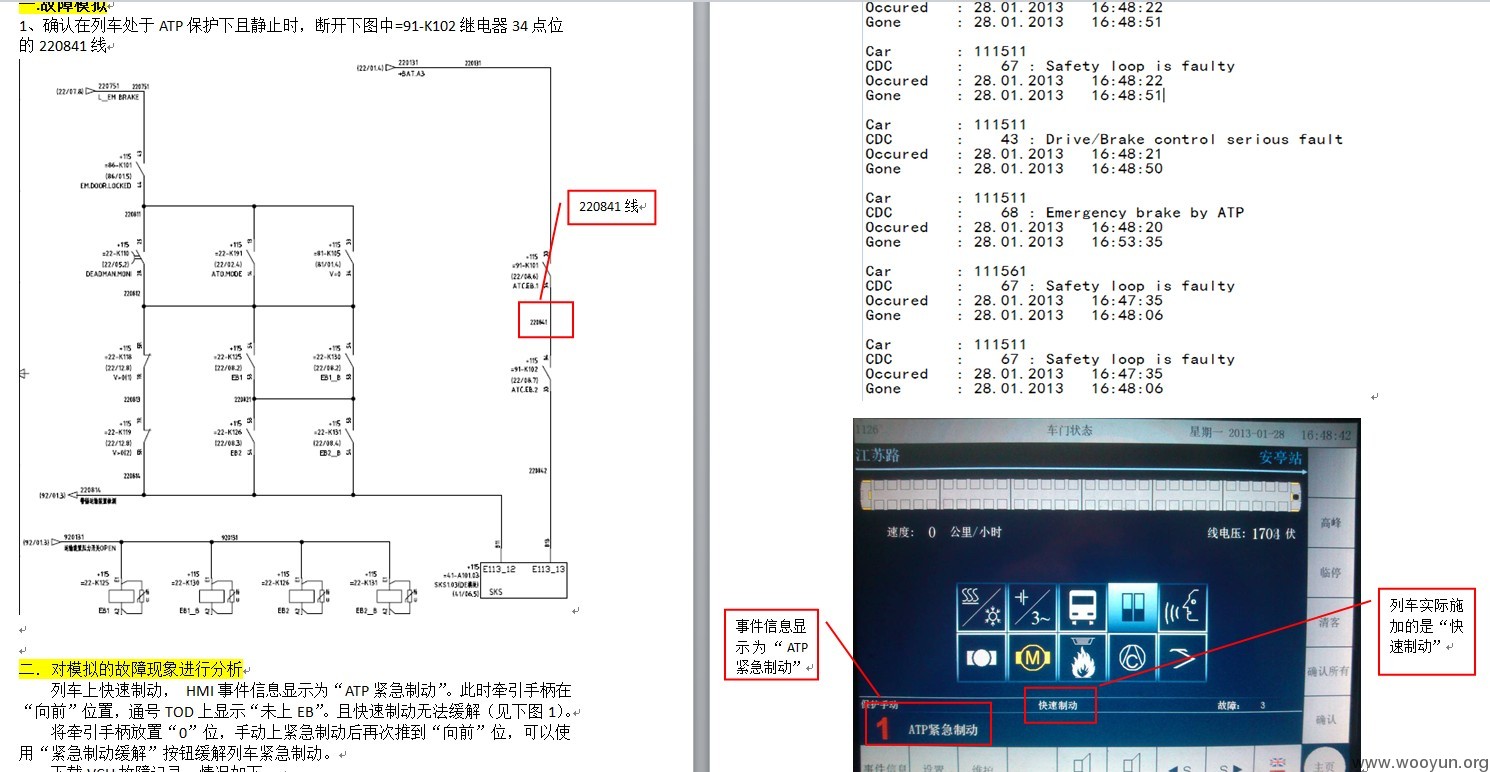 一.故障模拟
1、确认在列车处于 ATP 保护下且静止时，断开下图中=91-K102 继电器 34 点位
的 220841 线
(22/01.4) 220131 220131
+BAT.A3
(22/07.8) 220751 220751
L_EM BRAKE
+115
=86-K101
(86/01.5)
EM.DOOR.LOCKED
220811
+115
=22-K110
(22/05.2)
DEADMAN.MONI
+115
=22-K191
(22/02.4)
ATO.MODE
+115
=81-K105
(81/01.4)
V=0
220812
+115
=22-K118
(22/12.8)
V=0(1)
+115
=22-K125
(22/08.2)
EB1
+115
=22-K130
(22/08.2)
EB1_B
220813
220821
+115
=22-K119
(22/12.8)
V=0(2)
+115
=22-K126
(22/08.3)
EB2
+115
=22-K131
(22/08.4)
EB2_B
220814
(92/01.3) 220814
220841 线
+115
=91-K101
(22/08.6)
ATC.EB.1
220841
+115
=91-K102
(22/08.7)
ATC.EB.2
220842
(92/01.3) 920131 920131
+115
=22-K125
EB1
+115
=22-K130
EB1_B
+115
=22-K126
EB2
+115
=22-K131
EB2_B
+115
=41-A101.03
(41/06.5)
E113_12 E113_13
SKS
二．对模拟的故障现象进行分析
列车上快速制动， HMI 事件信息显示为“ATP 紧急制动”。此时牵引手柄在
“向前”位置，通号 TOD 上显示“未上 EB”。且快速制动无法缓解（见下图 1）。
将牵引手柄放置“0”位，手动上紧急制动后再次推到“向前”位，可以使
用“紧急制动缓解”按钮缓解列车紧急制动。
下载 VCU 故障记录，情况如下
Occured : 28.01.2013 16:48:22
Gone : 28.01.2013 16:48:51
Car : 111511
CDC : 67 : Safety loop is faulty
Occured : 28.01.2013 16:48:22
Gone : 28.01.2013 16:48:51
Car : 111511
CDC : 43 : Drive/Brake control serious fault
Occured : 28.01.2013 16:48:21
Gone : 28.01.2013 16:48:50
Car : 111511
CDC : 68 : Emergency brake by ATP
Occured : 28.01.2013 16:48:20
Gone : 28.01.2013 16:53:35
Car : 111561
CDC : 67 : Safety loop is faulty
Occured : 28.01.2013 16:47:35
Gone : 28.01.2013 16:48:06
Car : 111511
CDC : 67 : Safety loop is faulty
Occured : 28.01.2013 16:47:35
Gone : 28.01.2013 16:48:06
1126 车门状态 星期一 2013-01-28 16:48:42
江苏路 安亭站
速度： 0 公里/小时 线电压：1703 伏
高峰
临停
清客
确认所有
确认
主页
3~
M
C
保护手动 快速制动 故障： 3
1 ATP紧急制动
事件信息 设置 维护 S S
事件信息显
示为“ ATP
紧急制动”
列车实际施
加的是“快
速制动”
www.wooyun.org